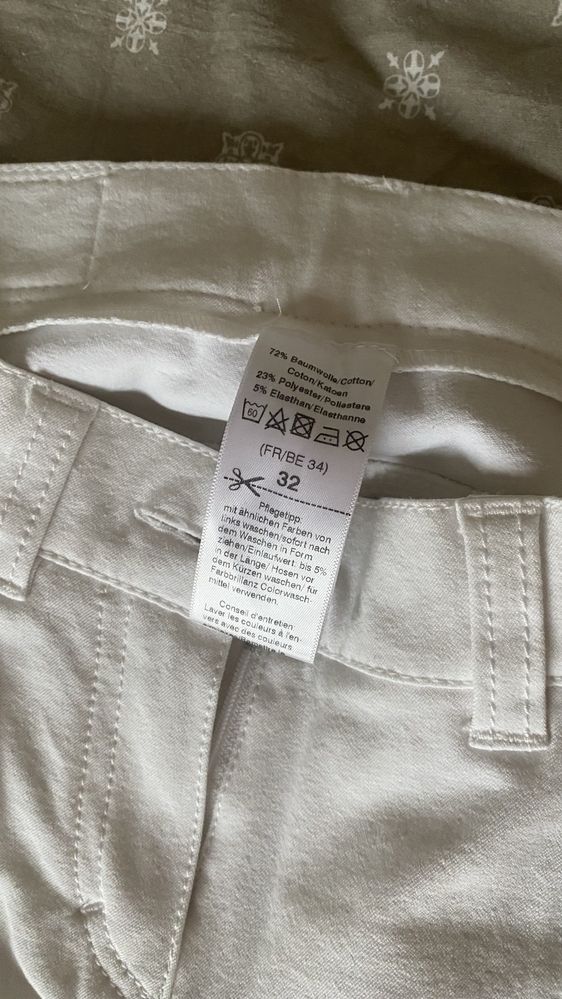 72% Baumwolle/Cotton/
Coton/Katoen
23% Polyester/Poliestere
5% Elasthan/Elasthanne
60
(FR/BE 34)
32
Pflegetipp:
mit ähnlichen Farben von
links waschen/sofort nach
dem Waschen in Form
ziehen/Einlaufwert. bis 5%
in der Länge/ Hosen vor
dem Kürzen waschen/ für
Farbbrillanz Colorwasch-
mittel verwenden.
Conseil d'entretien
Laver les couleurs à l'en-
vers avec des couleurs